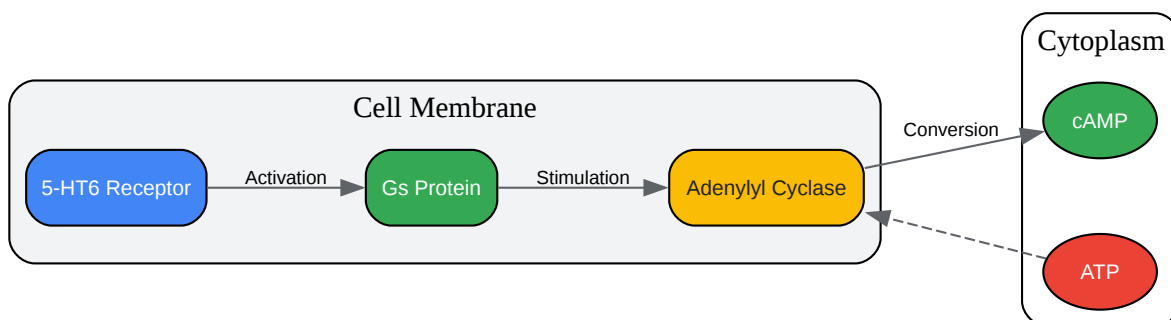 Cytoplasm
Cell Membrane
5-HT6 Receptor
Activation
Gs Protein
Stimulation
Adenylyl Cyclase
Conversion
cAMP
ATP